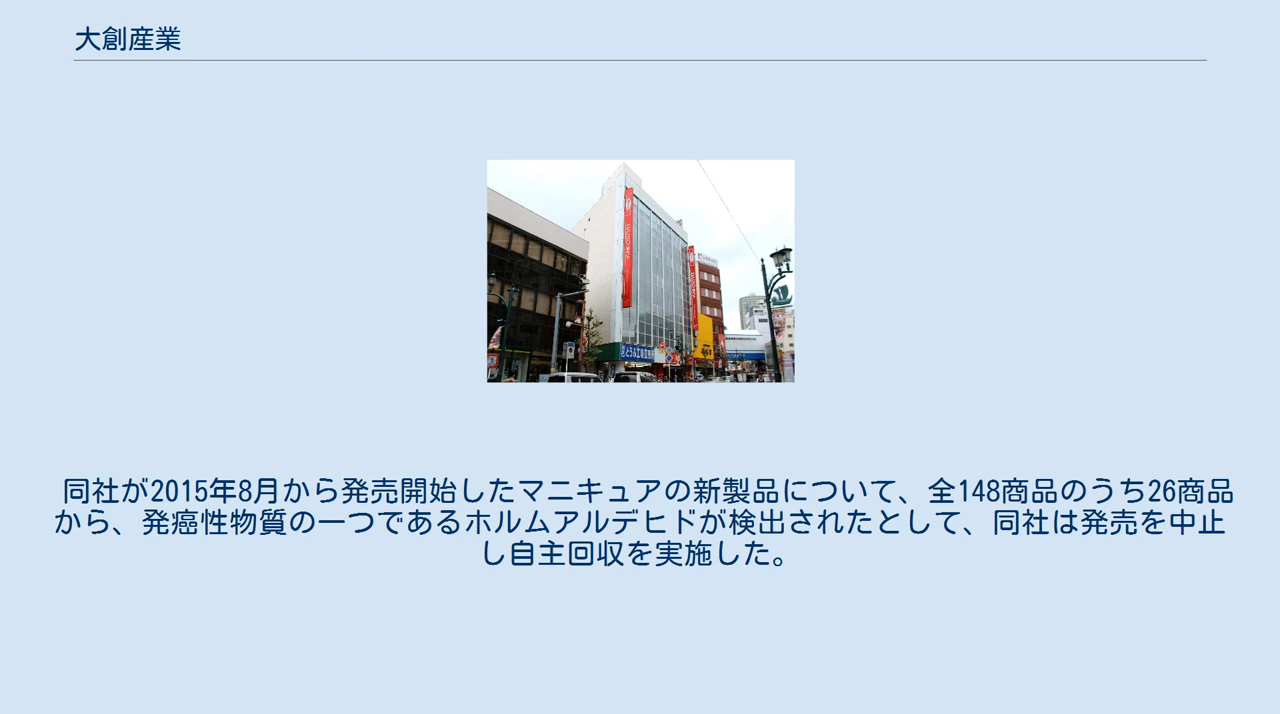 大創産業
同社が2015年8月から発売開始したマニキュアの新製品について、全148商品のうち26商品
から、発癌性物質の一つであるホルムアルデヒドが検出されたとして、同社は発売を中止
し自主回収を実施した。